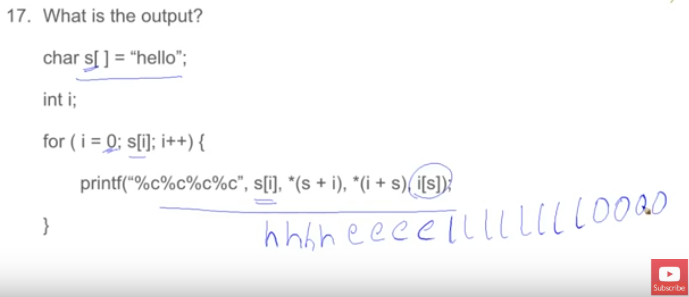 17. What is the output?
char s[ ] = “hello”;
int i;
for ( i = 0; s[i]; i++) {
printf(“%c%c%c%c”, s[i], *(s + i), *(i + s), i[s]);
}
hhhheeeelllllllloooo
Subscribe